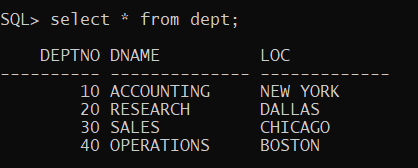 SQL> select * from dept;
    DEPTNO DNAME          LOC
---------- -------------- -------------
        10 ACCOUNTING     NEW YORK
        20 RESEARCH       DALLAS
        30 SALES          CHICAGO
        40 OPERATIONS     BOSTON